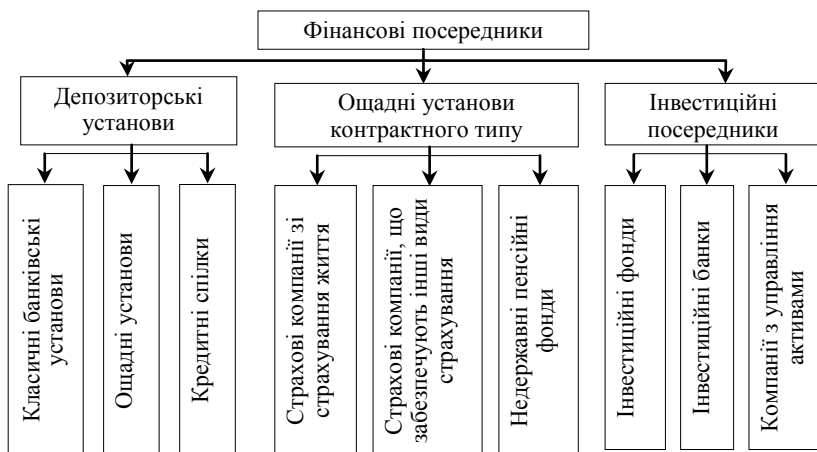 Фінансові посередники
Депозиторські
установи
Ощадні установи
контрактного типу
Інвестиційні
посередники
Класичні банківські
установи
Ощадні установи
Кредитні спілки
Страхові компанії зі
страхування життя
Страхові компанії, що
забезпечують інші види
страхування
Недержавні пенсійні
фонди
Інвестиційні фонди
Інвестиційні банки
Компанії з управління
активами